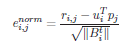 e_{i,j}^{norm} = \frac{r_{i,j} - u_i^T p_j}{\sqrt{\|B_i^t\|}}